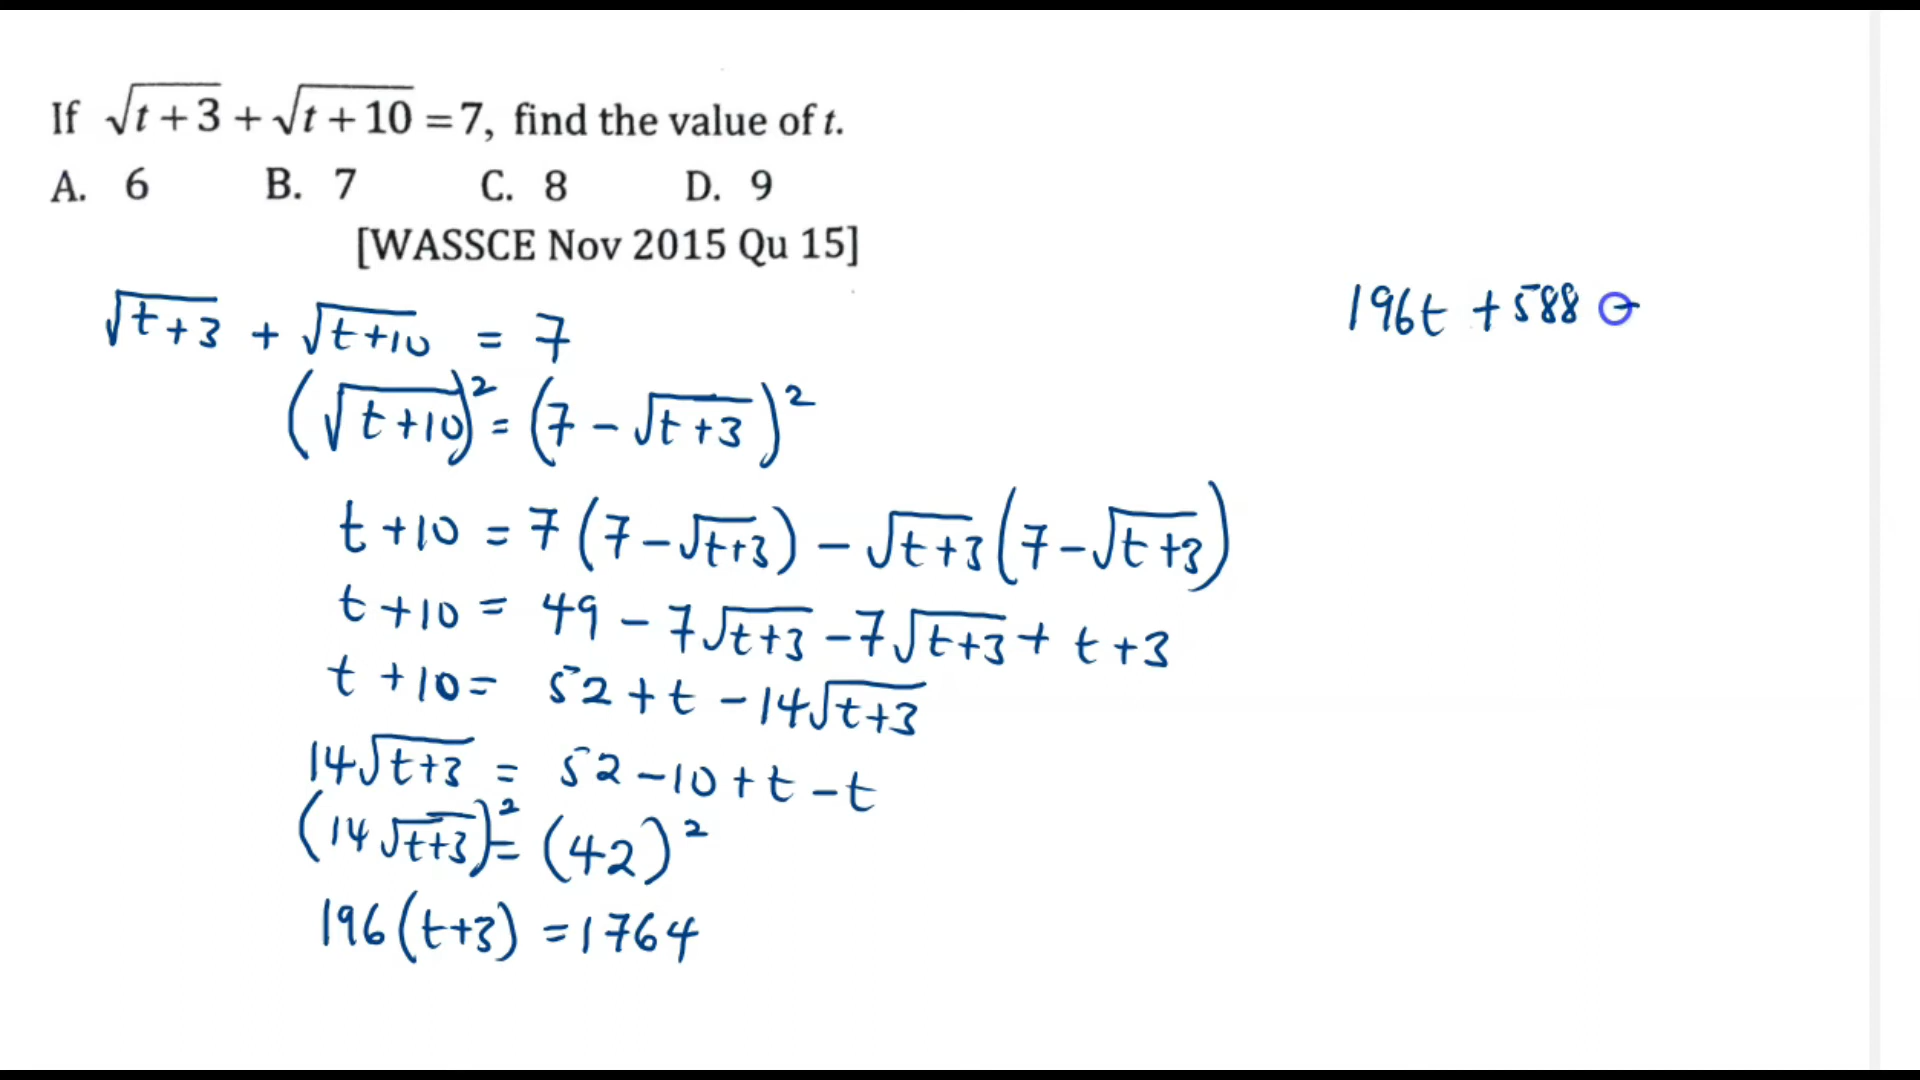 If √(t+3) + √(t+10) = 7, find the value of t.
A. 6 B. 7 C. 8 D. 9
[WASSCE Nov 2015 Qu 15]
√(t+3) + √(t+10) = 7
(√(t+10))² = (7 - √(t+3))²
t+10 = 7(7-√(t+3)) - √(t+3)(7-√(t+3))
t+10 = 49 - 7√(t+3) - 7√(t+3) + t+3
t+10 = 52 + t - 14√(t+3)
14√(t+3) = 52 - 10 + t - t
(14√(t+3))² = (42)²
196(t+3) = 1764
196t + 588 =